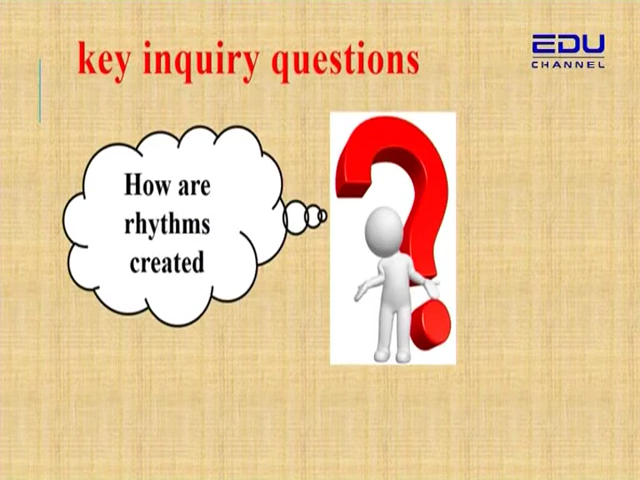 key inquiry questions
EDU
CHANNEL
How are
rhythms
created